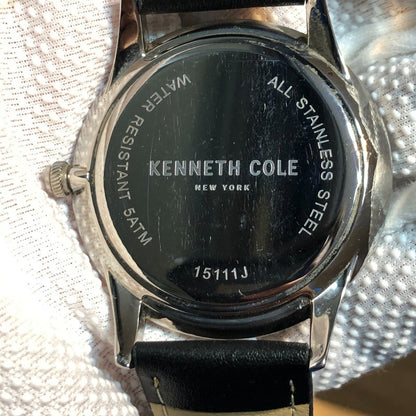 WATER RESISTANT 5ATM
ALL STAINLESS STEEL
KENNETH COLE
NEW YORK
15111J